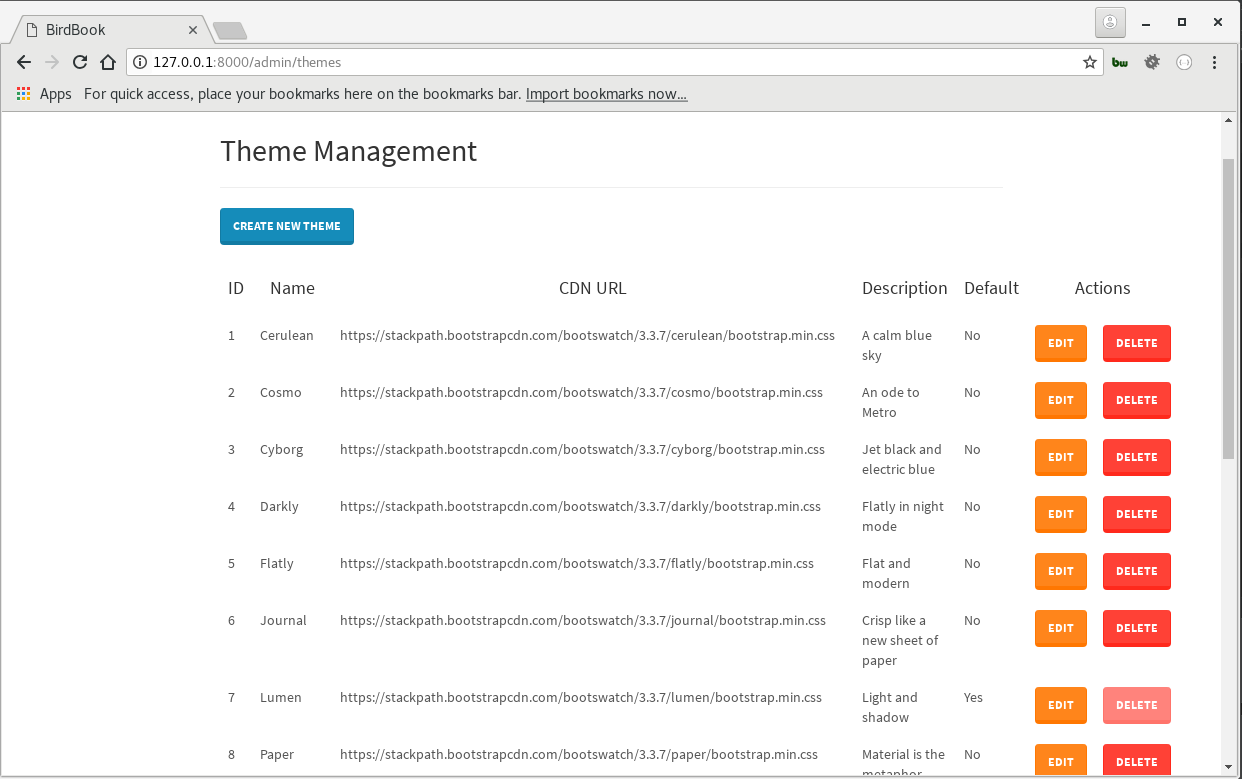 BirdBook
127.0.0.1:8000/admin/themes
bw
Apps For quick access, place your bookmarks here on the bookmarks bar. Import bookmarks now...
Theme Management
CREATE NEW THEME
ID Name CDN URL Description Default Actions
1 Cerulean https://stackpath.bootstrapcdn.com/bootswatch/3.3.7/cerulean/bootstrap.min.css A calm blue No EDIT DELETE
sky
2 Cosmo https://stackpath.bootstrapcdn.com/bootswatch/3.3.7/cosmo/bootstrap.min.css An ode to No EDIT DELETE
Metro
3 Cyborg https://stackpath.bootstrapcdn.com/bootswatch/3.3.7/cyborg/bootstrap.min.css Jet black and No EDIT DELETE
electric blue
4 Darkly https://stackpath.bootstrapcdn.com/bootswatch/3.3.7/darkly/bootstrap.min.css Flatly in night No EDIT DELETE
mode
5 Flatly https://stackpath.bootstrapcdn.com/bootswatch/3.3.7/flatly/bootstrap.min.css Flat and No EDIT DELETE
modern
6 Journal https://stackpath.bootstrapcdn.com/bootswatch/3.3.7/journal/bootstrap.min.css Crisp like a No EDIT DELETE
new sheet of
paper
7 Lumen https://stackpath.bootstrapcdn.com/bootswatch/3.3.7/lumen/bootstrap.min.css Light and Yes EDIT DELETE
shadow
8 Paper https://stackpath.bootstrapcdn.com/bootswatch/3.3.7/paper/bootstrap.min.css Material is the No EDIT DELETE
metaphor